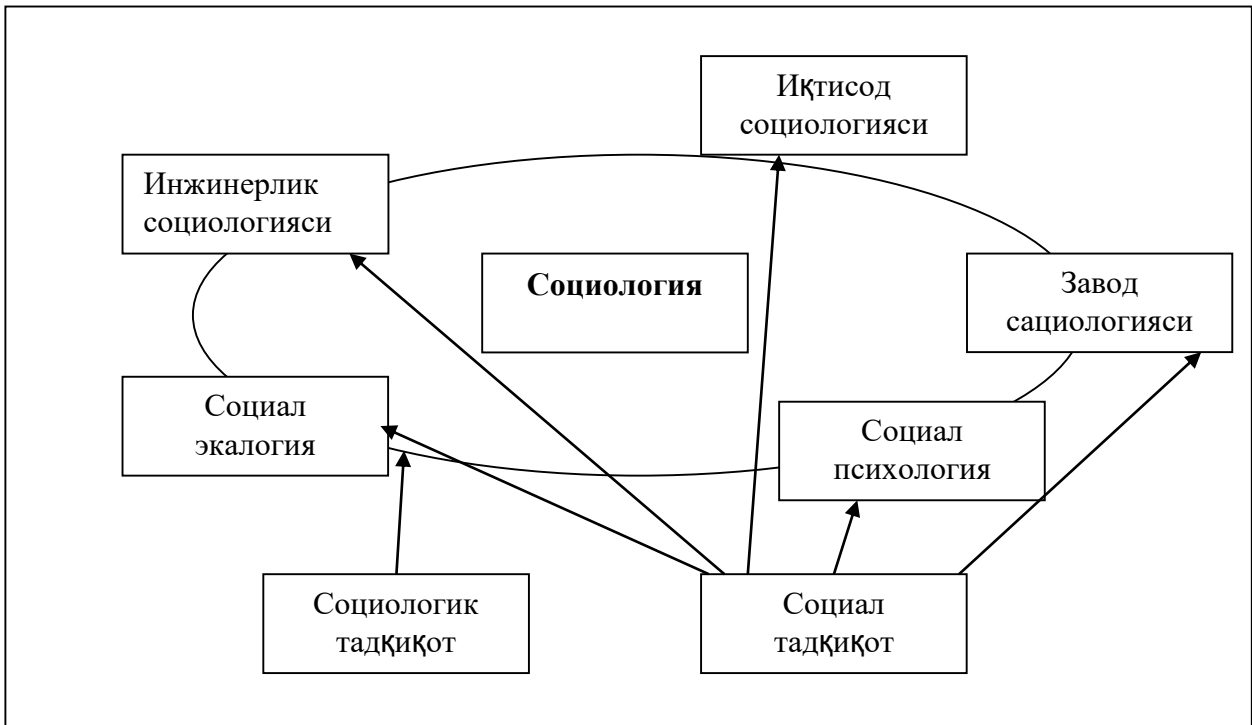 Иқтисод
социологияси
Инжинерлик
социологияси
Социология
Завод
сациологияси
Социал
экалогия
Социал
психология
Социологик
тадқиқот
Социал
тадқиқот